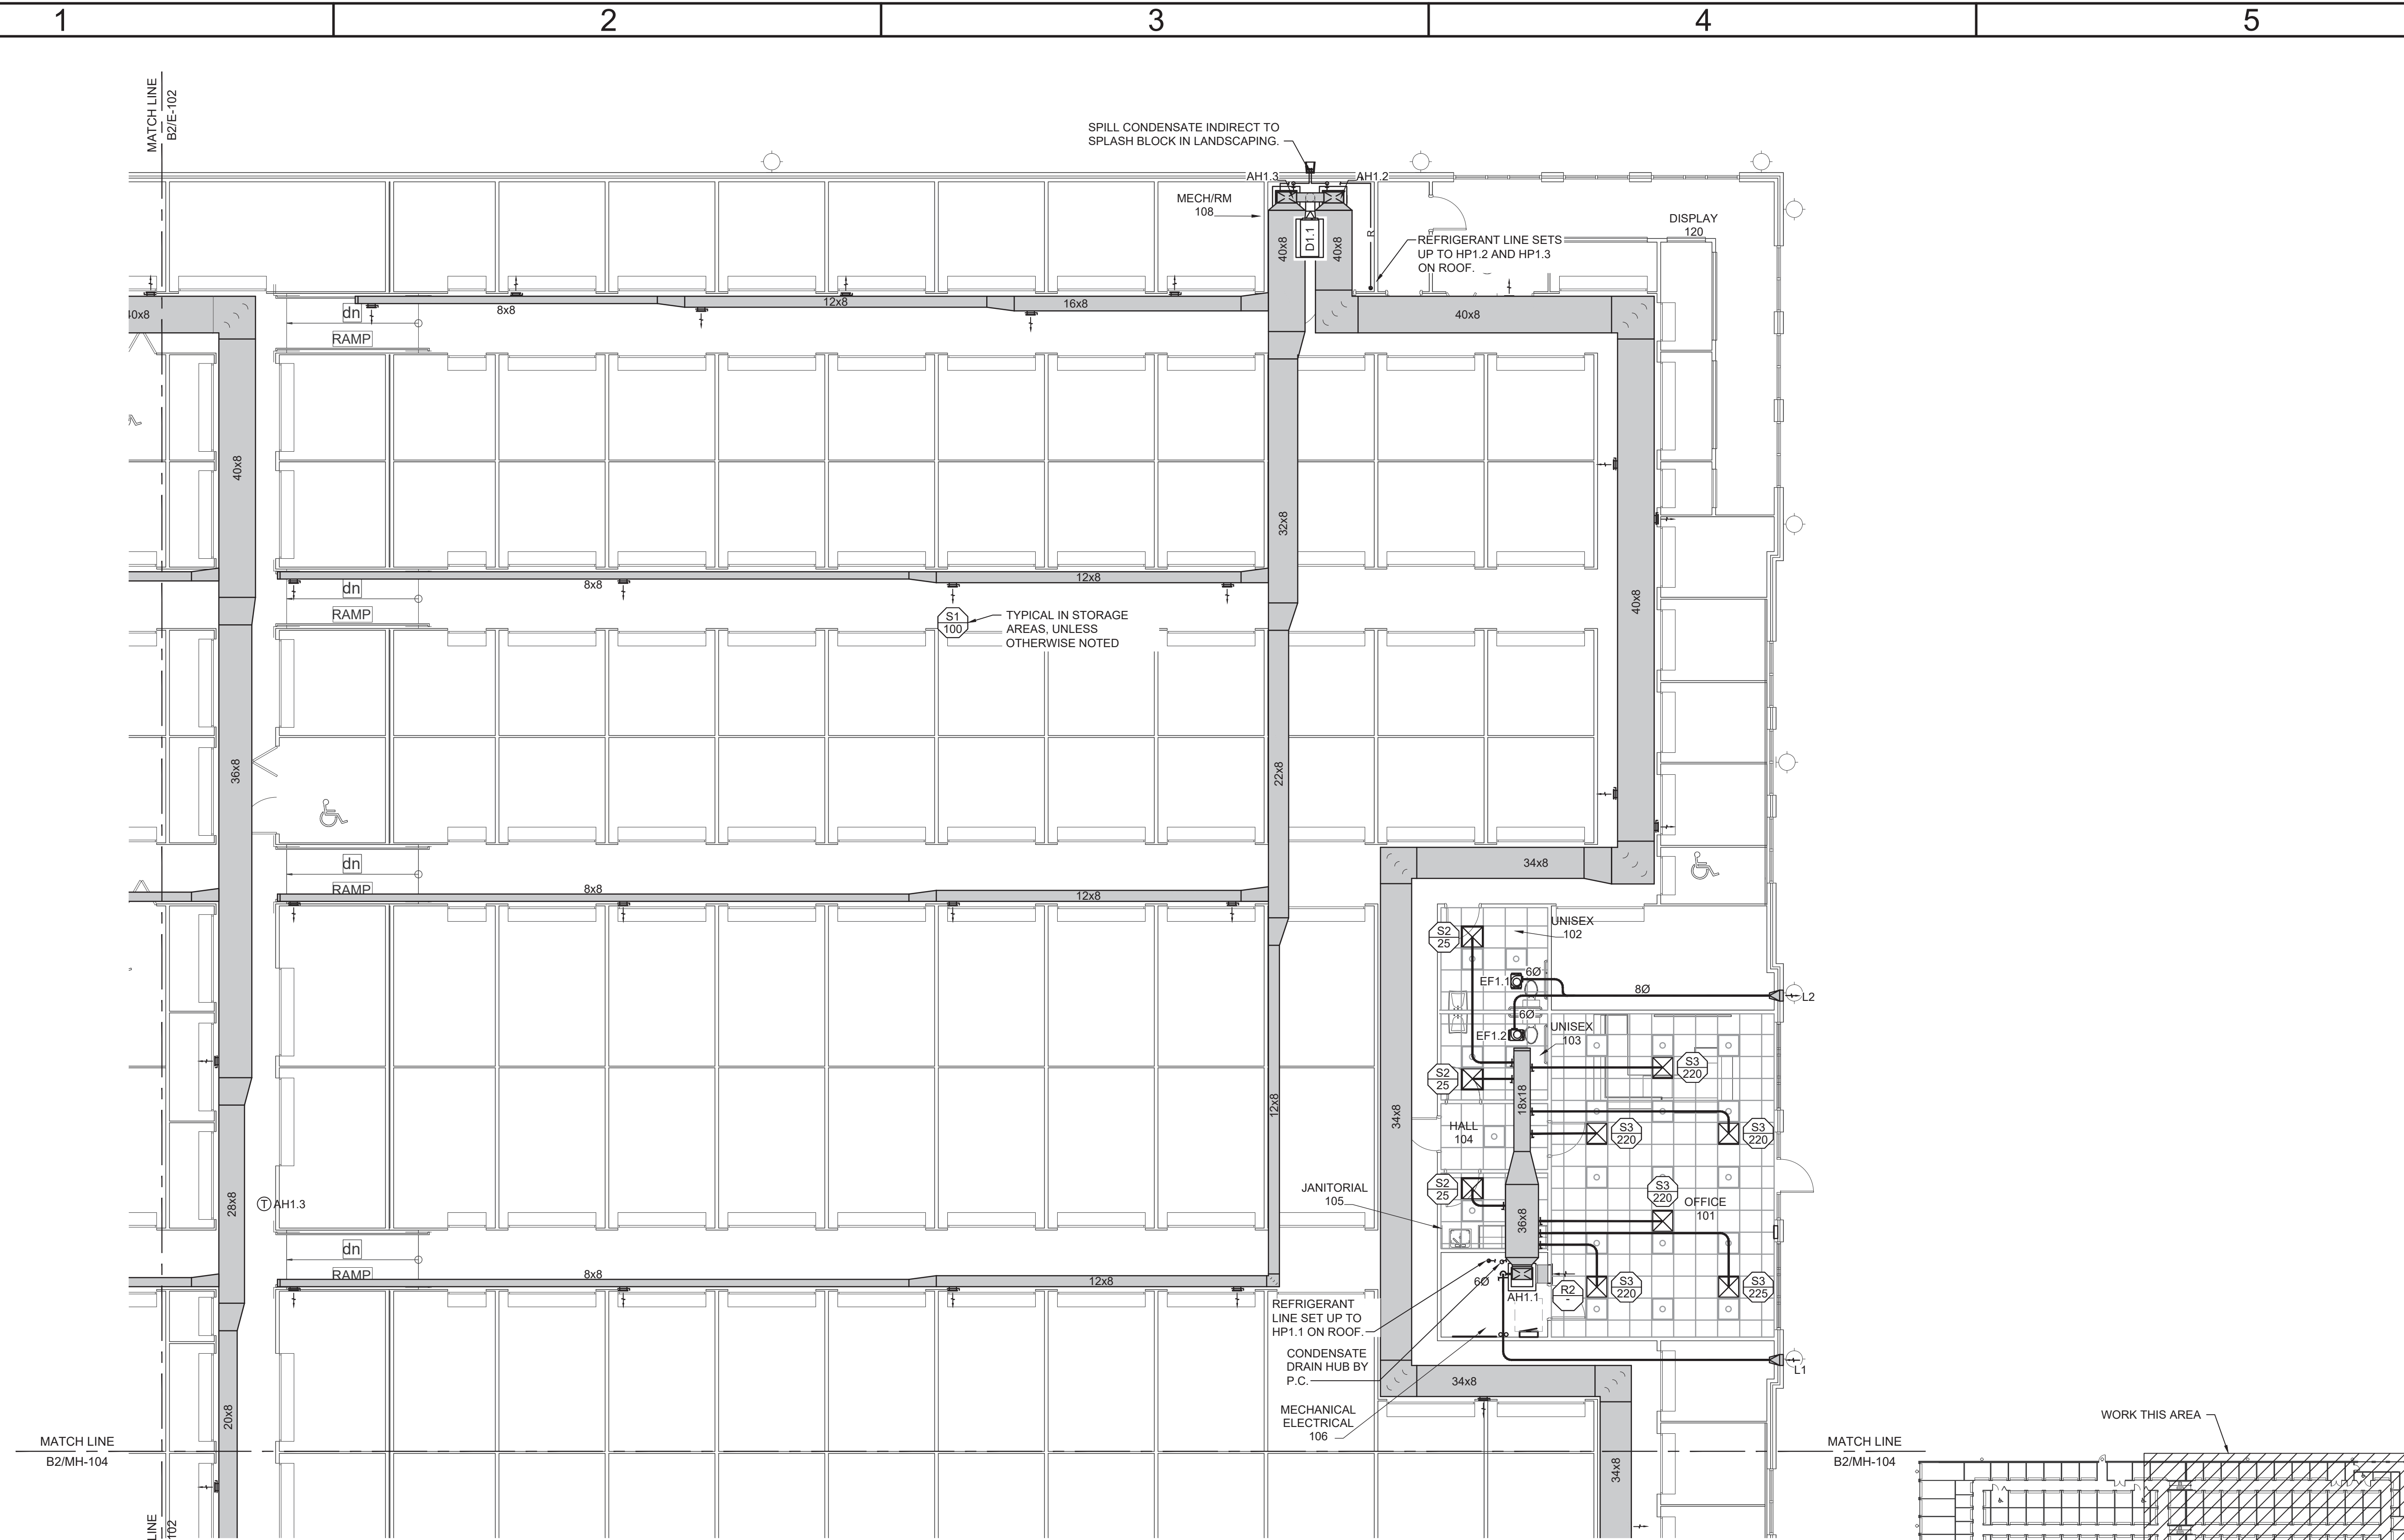 1
2
3
4
5
MATCH LINE
B2/E-102
SPILL CONDENSATE INDIRECT TO
SPLASH BLOCK IN LANDSCAPING.
AH1.3
AH1.2
MECH/RM
108
D1.1
40x8
40x8
R
DISPLAY
120
REFRIGERANT LINE SETS
UP TO HP1.2 AND HP1.3
ON ROOF.
40x8
dn
RAMP
8x8
12x8
16x8
40x8
40x8
32x8
40x8
dn
RAMP
8x8
12x8
S1
100
TYPICAL IN STORAGE
AREAS, UNLESS
OTHERWISE NOTED
36x8
22x8
dn
RAMP
8x8
12x8
34x8
S2
25
UNISEX
102
EF1.1
6Ø
8Ø
L2
6Ø
EF1.2
UNISEX
103
S2
25
S3
220
18x18
12x8
34x8
HALL
104
S3
220
S3
220
28x8
T
AH1.3
JANITORIAL
105
S2
25
S3
220
OFFICE
101
36x8
dn
RAMP
8x8
12x8
6Ø
AH1.1
R2
-
S3
220
S3
225
REFRIGERANT
LINE SET UP TO
HP1.1 ON ROOF.
CONDENSATE
DRAIN HUB BY
P.C.
L1
34x8
MECHANICAL
ELECTRICAL
106
20x8
34x8
MATCH LINE
B2/MH-104
MATCH LINE
B2/MH-104
WORK THIS AREA
LINE
102